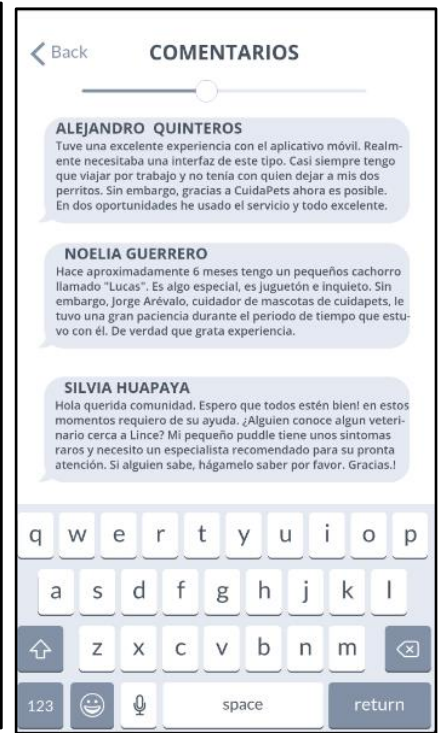 Back
COMENTARIOS
ALEJANDRO QUINTEROS
Tuve una excelente experiencia con el aplicativo móvil. Realm-
ente necesitaba una interfaz de este tipo. Casi siempre tengo
que viajar por trabajo y no tenía con quien dejar a mis dos
perritos. Sin embargo, gracias a CuidaPets ahora es posible.
En dos oportunidades he usado el servicio y todo excelente.
NOELIA GUERRERO
Hace aproximadamente 6 meses tengo un pequeños cachorro
llamado "Lucas". Es algo especial, es juguetón e inquieto. Sin
embargo, Jorge Arévalo, cuidador de mascotas de cuidapets, le
tuvo una gran paciencia durante el periodo de tiempo que estu-
vo con él. De verdad que grata experiencia.
SILVIA HUAPAYA
Hola querida comunidad. Espero que todos estén bien! en estos
momentos requiero de su ayuda. ¿Alguien conoce algun veteri-
nario cerca a Lince? Mi pequeño puddle tiene unos sintomas
raros y necesito un especialista recomendado para su pronta
atención. Si alguien sabe, hágamelo saber por favor. Gracias.!
q w e r t y u i o p
a s d f g h j k l
z x c v b n m
123 space return